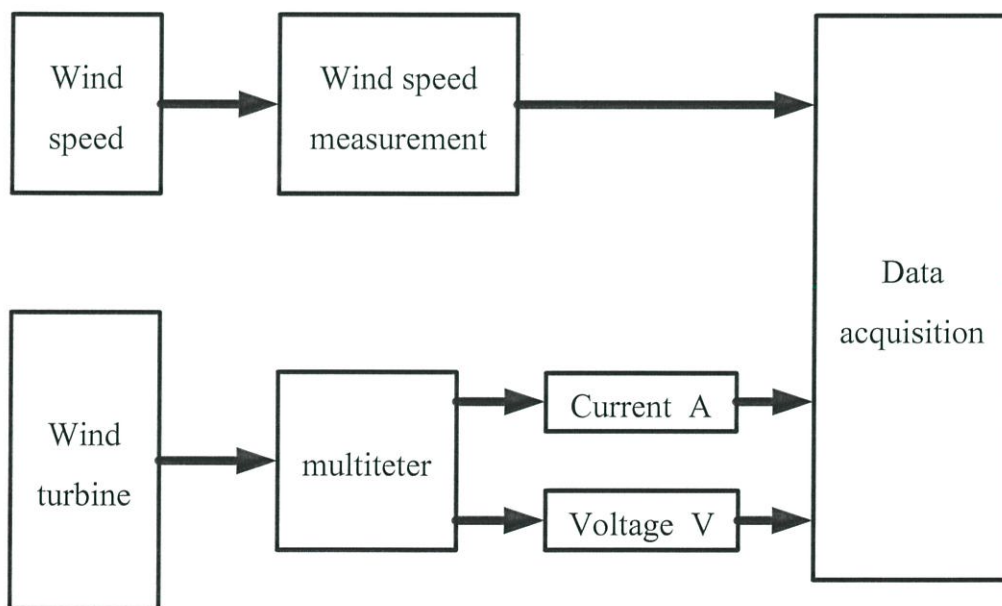 Wind
speed
Wind speed
measurement
Data
acquisition
Wind
turbine
multiteter
Current A
Voltage V